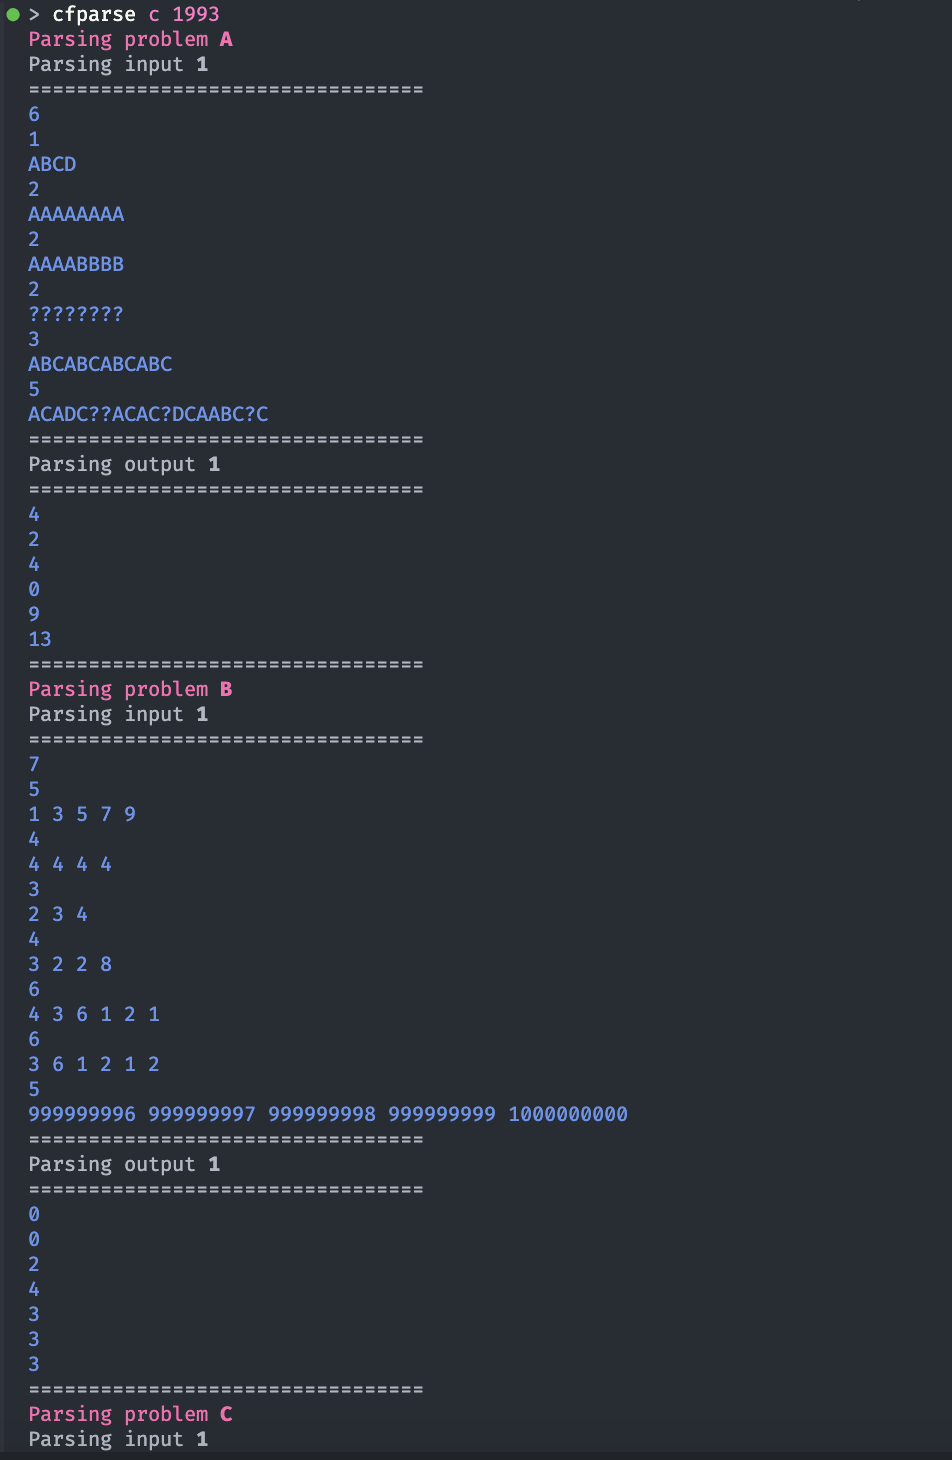 > cfparse c 1993
Parsing problem A
Parsing input 1
=================================
6
1
ABCD
2
AAAAAAAA
2
AAAABBBB
2
????????
3
ABCABCABCABC
5
ACADC??ACAC?DCAABC?C
=================================
Parsing output 1
=================================
4
2
4
0
9
13
=================================
Parsing problem B
Parsing input 1
=================================
7
5
1 3 5 7 9
4
4 4 4 4
3
2 3 4
4
3 2 2 8
6
4 3 6 1 2 1
6
3 6 1 2 1 2
5
999999996 999999997 999999998 999999999 1000000000
=================================
Parsing output 1
=================================
0
0
2
4
3
3
3
=================================
Parsing problem C
Parsing input 1